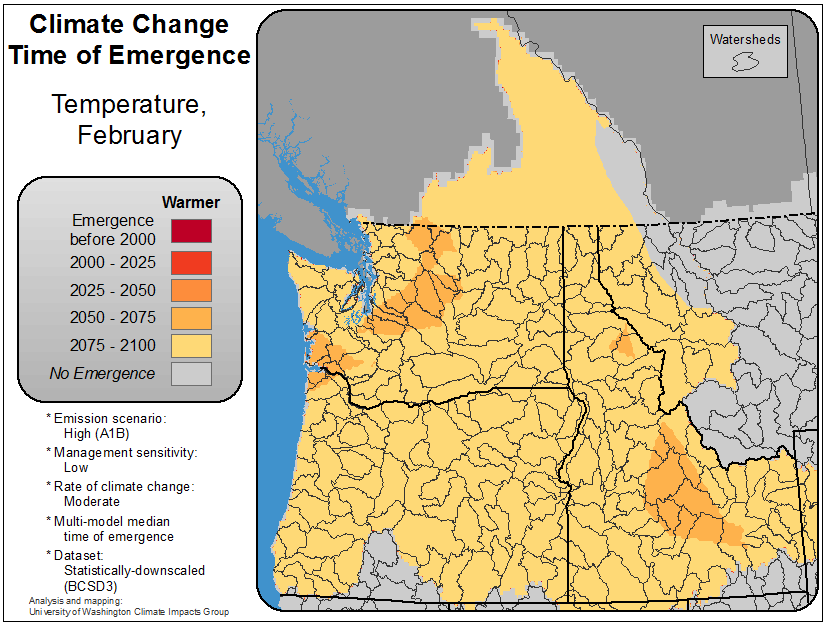 Climate Change
Time of Emergence
Temperature,
February
Warmer
Emergence
before 2000
2000 - 2025
2025 - 2050
2050 - 2075
2075 - 2100
No Emergence
* Emission scenario:
High (A1B)
* Management sensitivity:
Low
* Rate of climate change:
Moderate
* Multi-model median
time of emergence
* Dataset:
Statistically-downscaled
(BCSD3)
Analysis and mapping:
University of Washington Climate Impacts Group
Watersheds